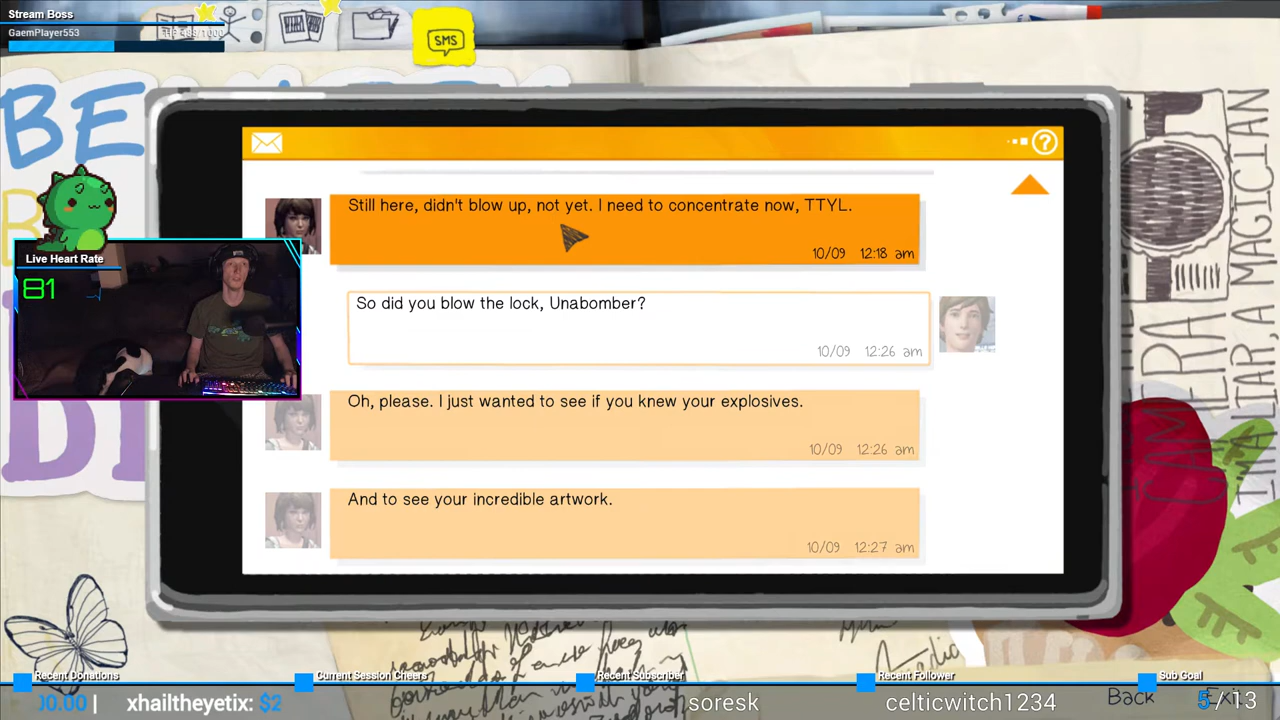 Stream Boss
GaemPlayer553
SMS
Live Heart Rate
81
Still here, didn't blow up, not yet. I need to concentrate now, TTYL.
10/09 12:18 am
So did you blow the lock, Unabomber?
10/09 12:26 am
Oh, please. I just wanted to see if you knew your explosives.
10/09 12:26 am
And to see your incredible artwork.
10/09 12:27 am
?
BE
CAMERA
LIAR, A MAGICIAN
Recent Donations
Current Session Cheers
Recent Subscriber
Recent Follower
Sub Goal
00.00 |
xhailtheyetix: $2
soresk
celticwitch1234
5 / 13
Back
Exit